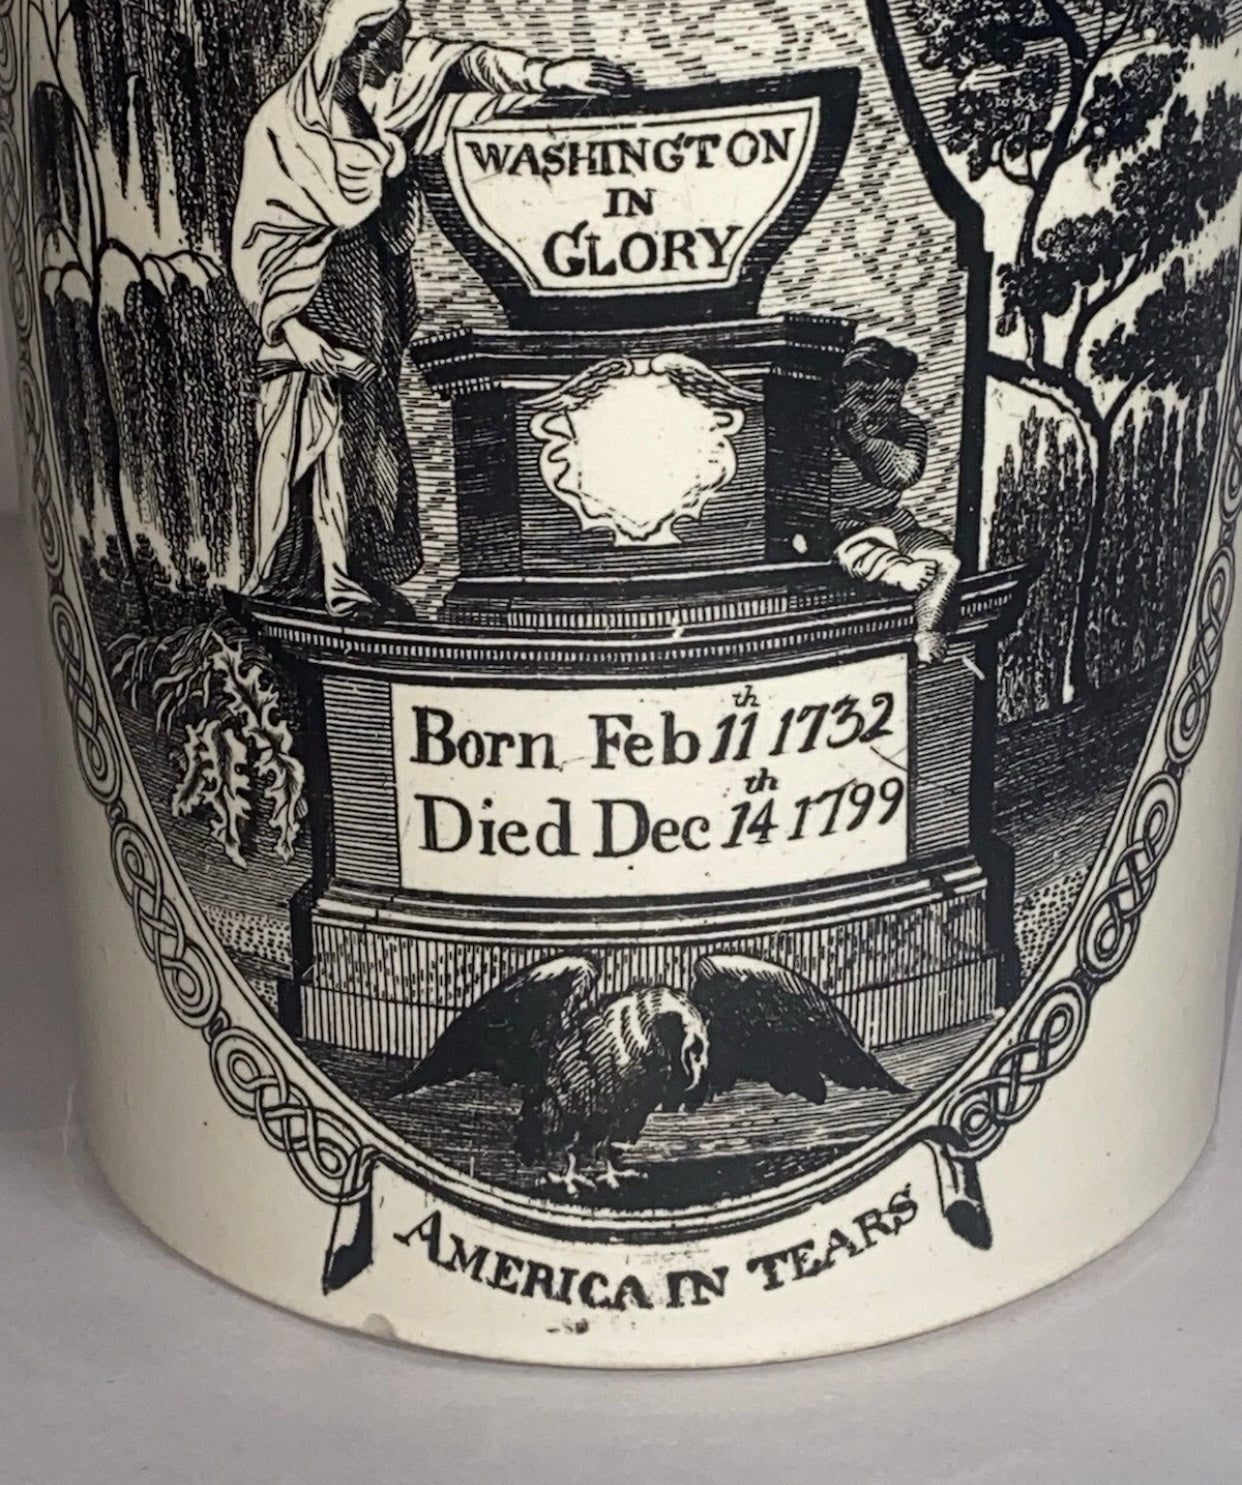 WASHINGTON
IN
GLORY
Born Feb 11th 1732
Died Dec 14th 1799
AMERICA IN TEARS